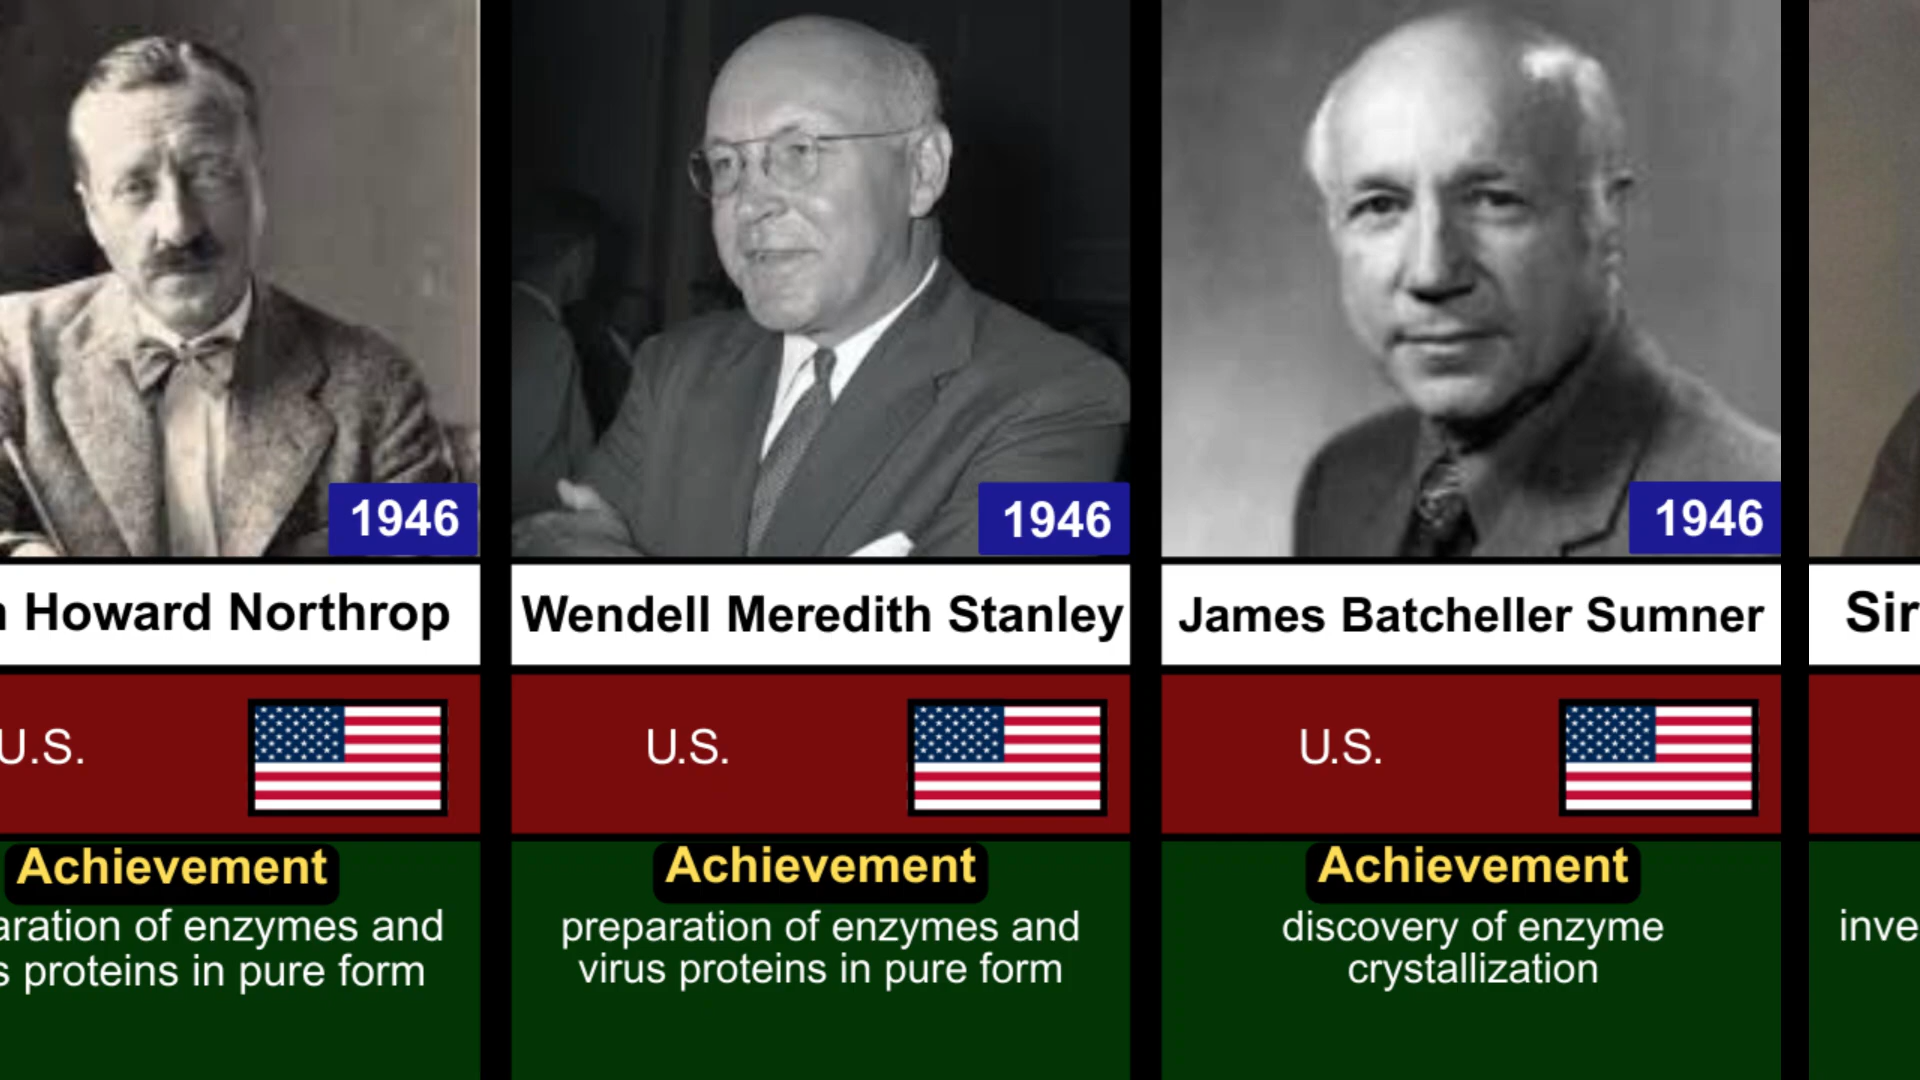 1946
1946
1946
Howard Northrop
Wendell Meredith Stanley
James Batcheller Sumner
Sir
U.S.
U.S.
U.S.
Achievement
Achievement
Achievement
aration of enzymes and
s proteins in pure form
preparation of enzymes and
virus proteins in pure form
discovery of enzyme
crystallization
inve